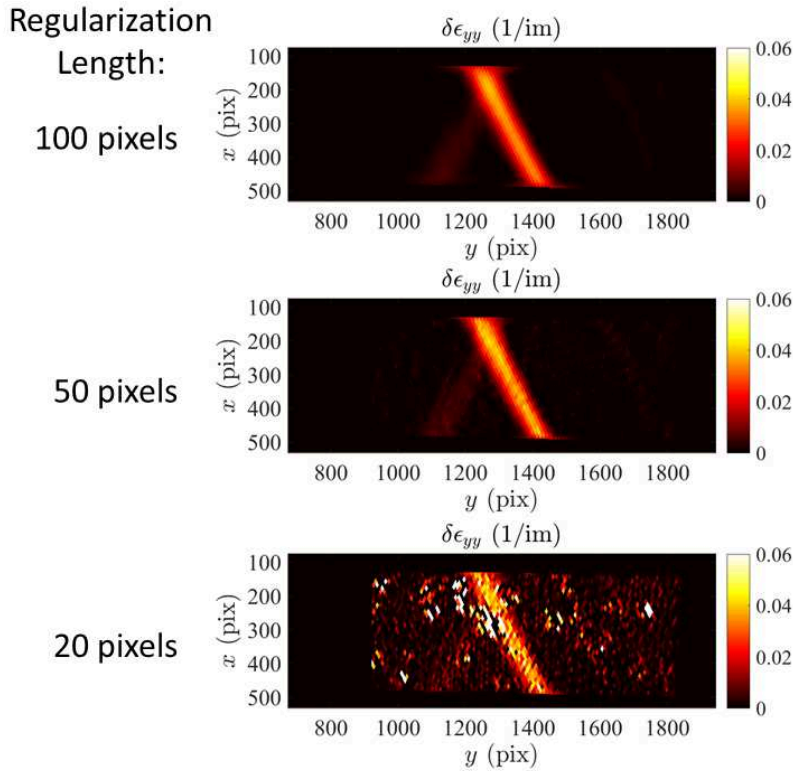 Regularization
Length:
100 pixels
δϵyy (1/im)
100
200
300
400
500
x (pix)
800 1000 1200 1400 1600 1800
y (pix)
0.06
0.04
0.02
0
50 pixels
δϵyy (1/im)
100
200
300
400
500
x (pix)
800 1000 1200 1400 1600 1800
y (pix)
0.06
0.04
0.02
0
20 pixels
δϵyy (1/im)
100
200
300
400
500
x (pix)
800 1000 1200 1400 1600 1800
y (pix)
0.06
0.04
0.02
0